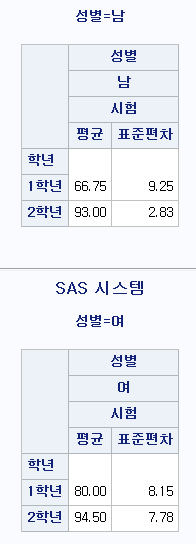 성별=남
성별
남
시험
평균 표준편차
학년
1학년 66.75 9.25
2학년 93.00 2.83
SAS 시스템
성별=여
성별
여
시험
평균 표준편차
학년
1학년 80.00 8.15
2학년 94.50 7.78